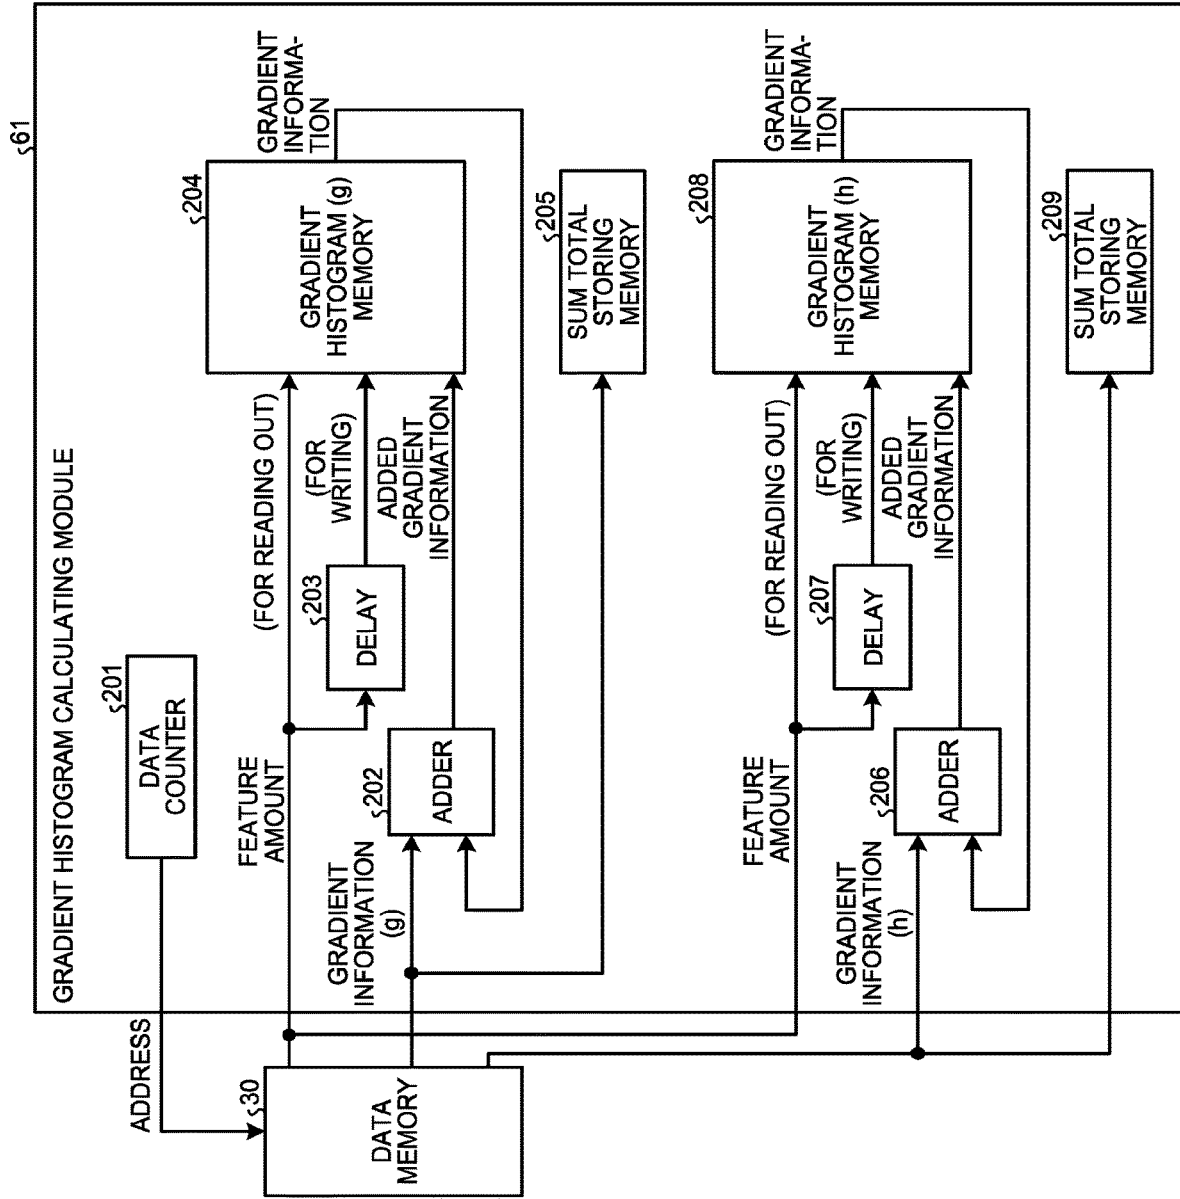 61
GRADIENT HISTOGRAM CALCULATING MODULE
201
DATA
COUNTER
ADDRESS
30
DATA
MEMORY
FEATURE
AMOUNT
(FOR READING OUT)
203
DELAY
(FOR
WRITING)
204
GRADIENT
HISTOGRAM (g)
MEMORY
GRADIENT
INFORMA-
TION
GRADIENT
INFORMATION
(g)
202
ADDER
ADDED
GRADIENT
INFORMATION
205
SUM TOTAL
STORING
MEMORY
FEATURE
AMOUNT
(FOR READING OUT)
207
DELAY
(FOR
WRITING)
208
GRADIENT
HISTOGRAM (h)
MEMORY
GRADIENT
INFORMA-
TION
GRADIENT
INFORMATION
(h)
206
ADDER
ADDED
GRADIENT
INFORMATION
209
SUM TOTAL
STORING
MEMORY